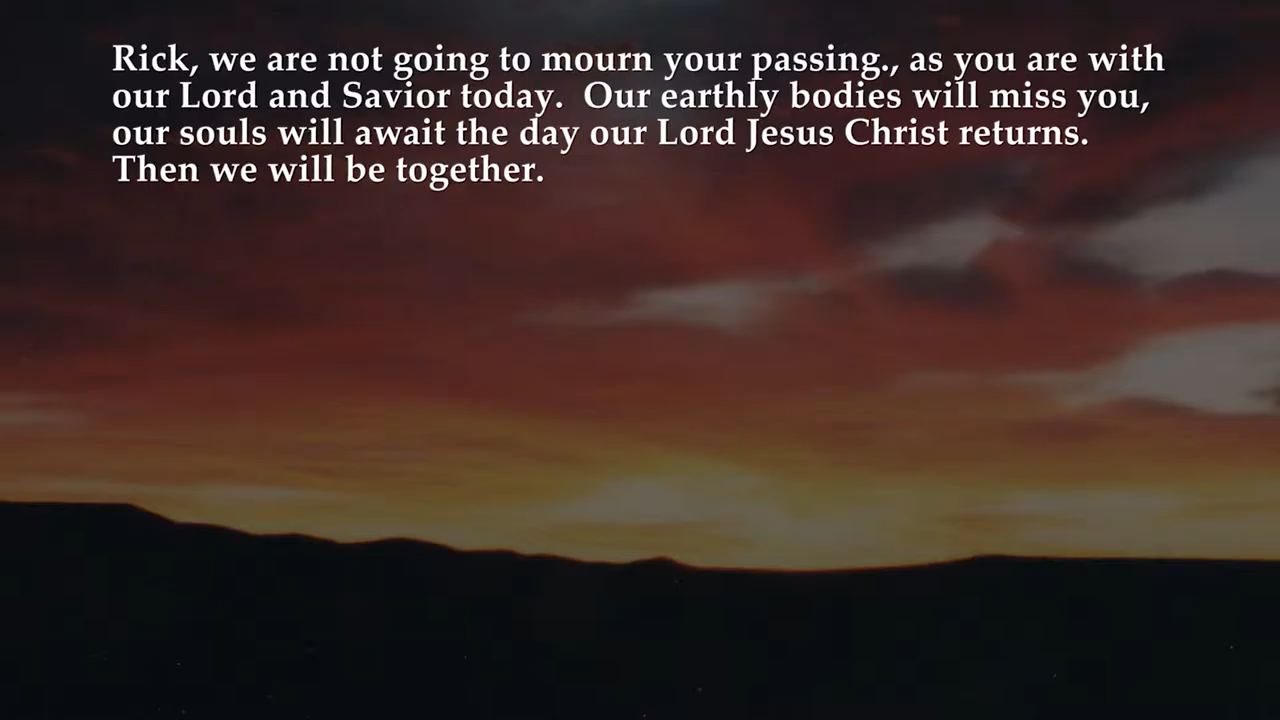 Rick, we are not going to mourn your passing., as you are with
our Lord and Savior today.  Our earthly bodies will miss you,
our souls will await the day our Lord Jesus Christ returns.
Then we will be together.